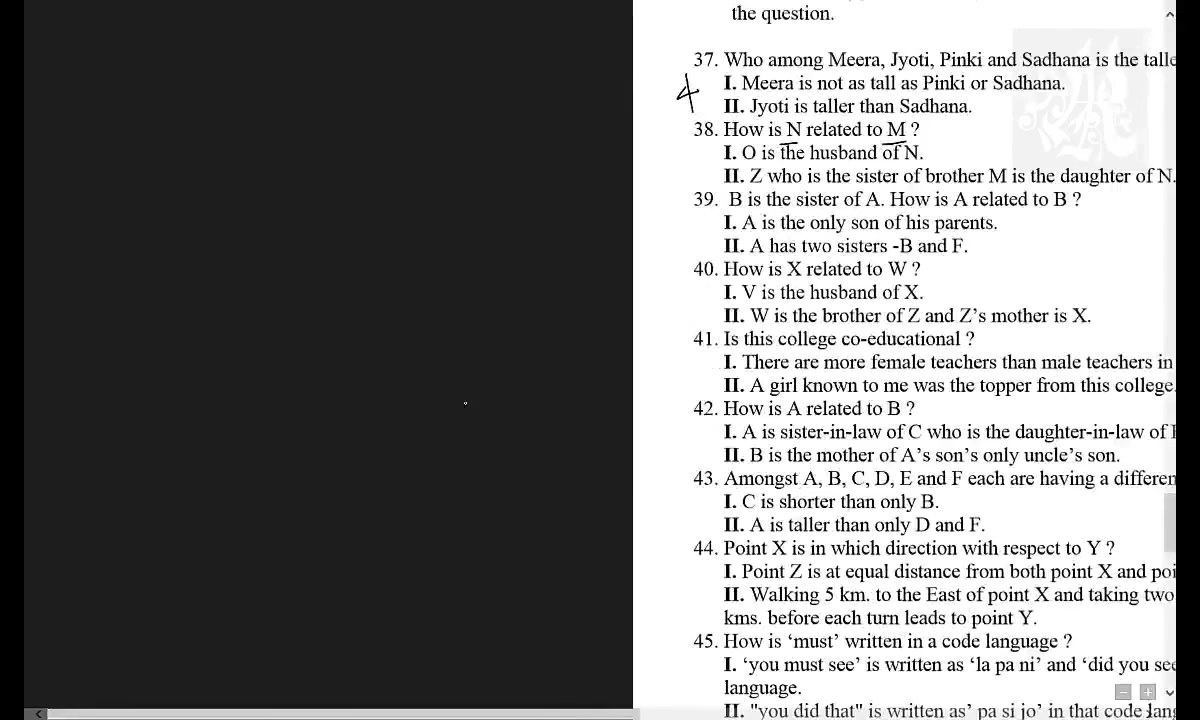 the question.
37. Who among Meera, Jyoti, Pinki and Sadhana is the
4 I. Meera is not as tall as Pinki or Sadhana.
II. Jyoti is taller than Sadhana.
38. How is N related to M ?
I. O is the husband of N.
II. Z who is the sister of brother M is the daughter of N.
39. B is the sister of A. How is A related to B ?
I. A is the only son of his parents.
II. A has two sisters -B and F.
40. How is X related to W ?
I. V is the husband of X.
II. W is the brother of Z and Z’s mother is X.
41. Is this college co-educational ?
I. There are more female teachers than male teachers in
II. A girl known to me was the topper from this college.
42. How is A related to B ?
I. A is sister-in-law of C who is the daughter-in-law of
II. B is the mother of A’s son’s only uncle’s son.
43. Amongst A, B, C, D, E and F each are having a
I. C is shorter than only B.
II. A is taller than only D and F.
44. Point X is in which direction with respect to Y ?
I. Point Z is at equal distance from both point X and
II. Walking 5 km. to the East of point X and taking two
kms. before each turn leads to point Y.
45. How is ‘must’ written in a code language ?
I. ‘you must see’ is written as ‘la pa ni’ and ‘did you
language.
II. "you did that" is written as’ pa si jo’ in that code